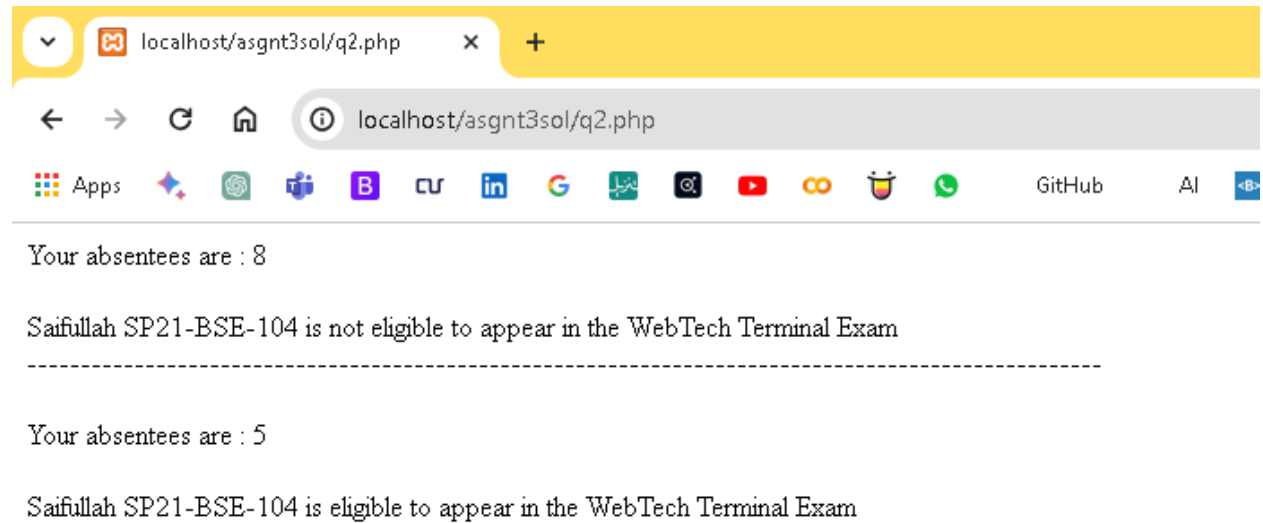 localhost/asgnt3sol/q2.php
localhost/asgnt3sol/q2.php
Apps B CU in G GitHub AI <B>
Your absentees are : 8
Saifullah SP21-BSE-104 is not eligible to appear in the WebTech Terminal Exam
-----------------------------------------------------------------------------------------------------
Your absentees are : 5
Saifullah SP21-BSE-104 is eligible to appear in the WebTech Terminal Exam